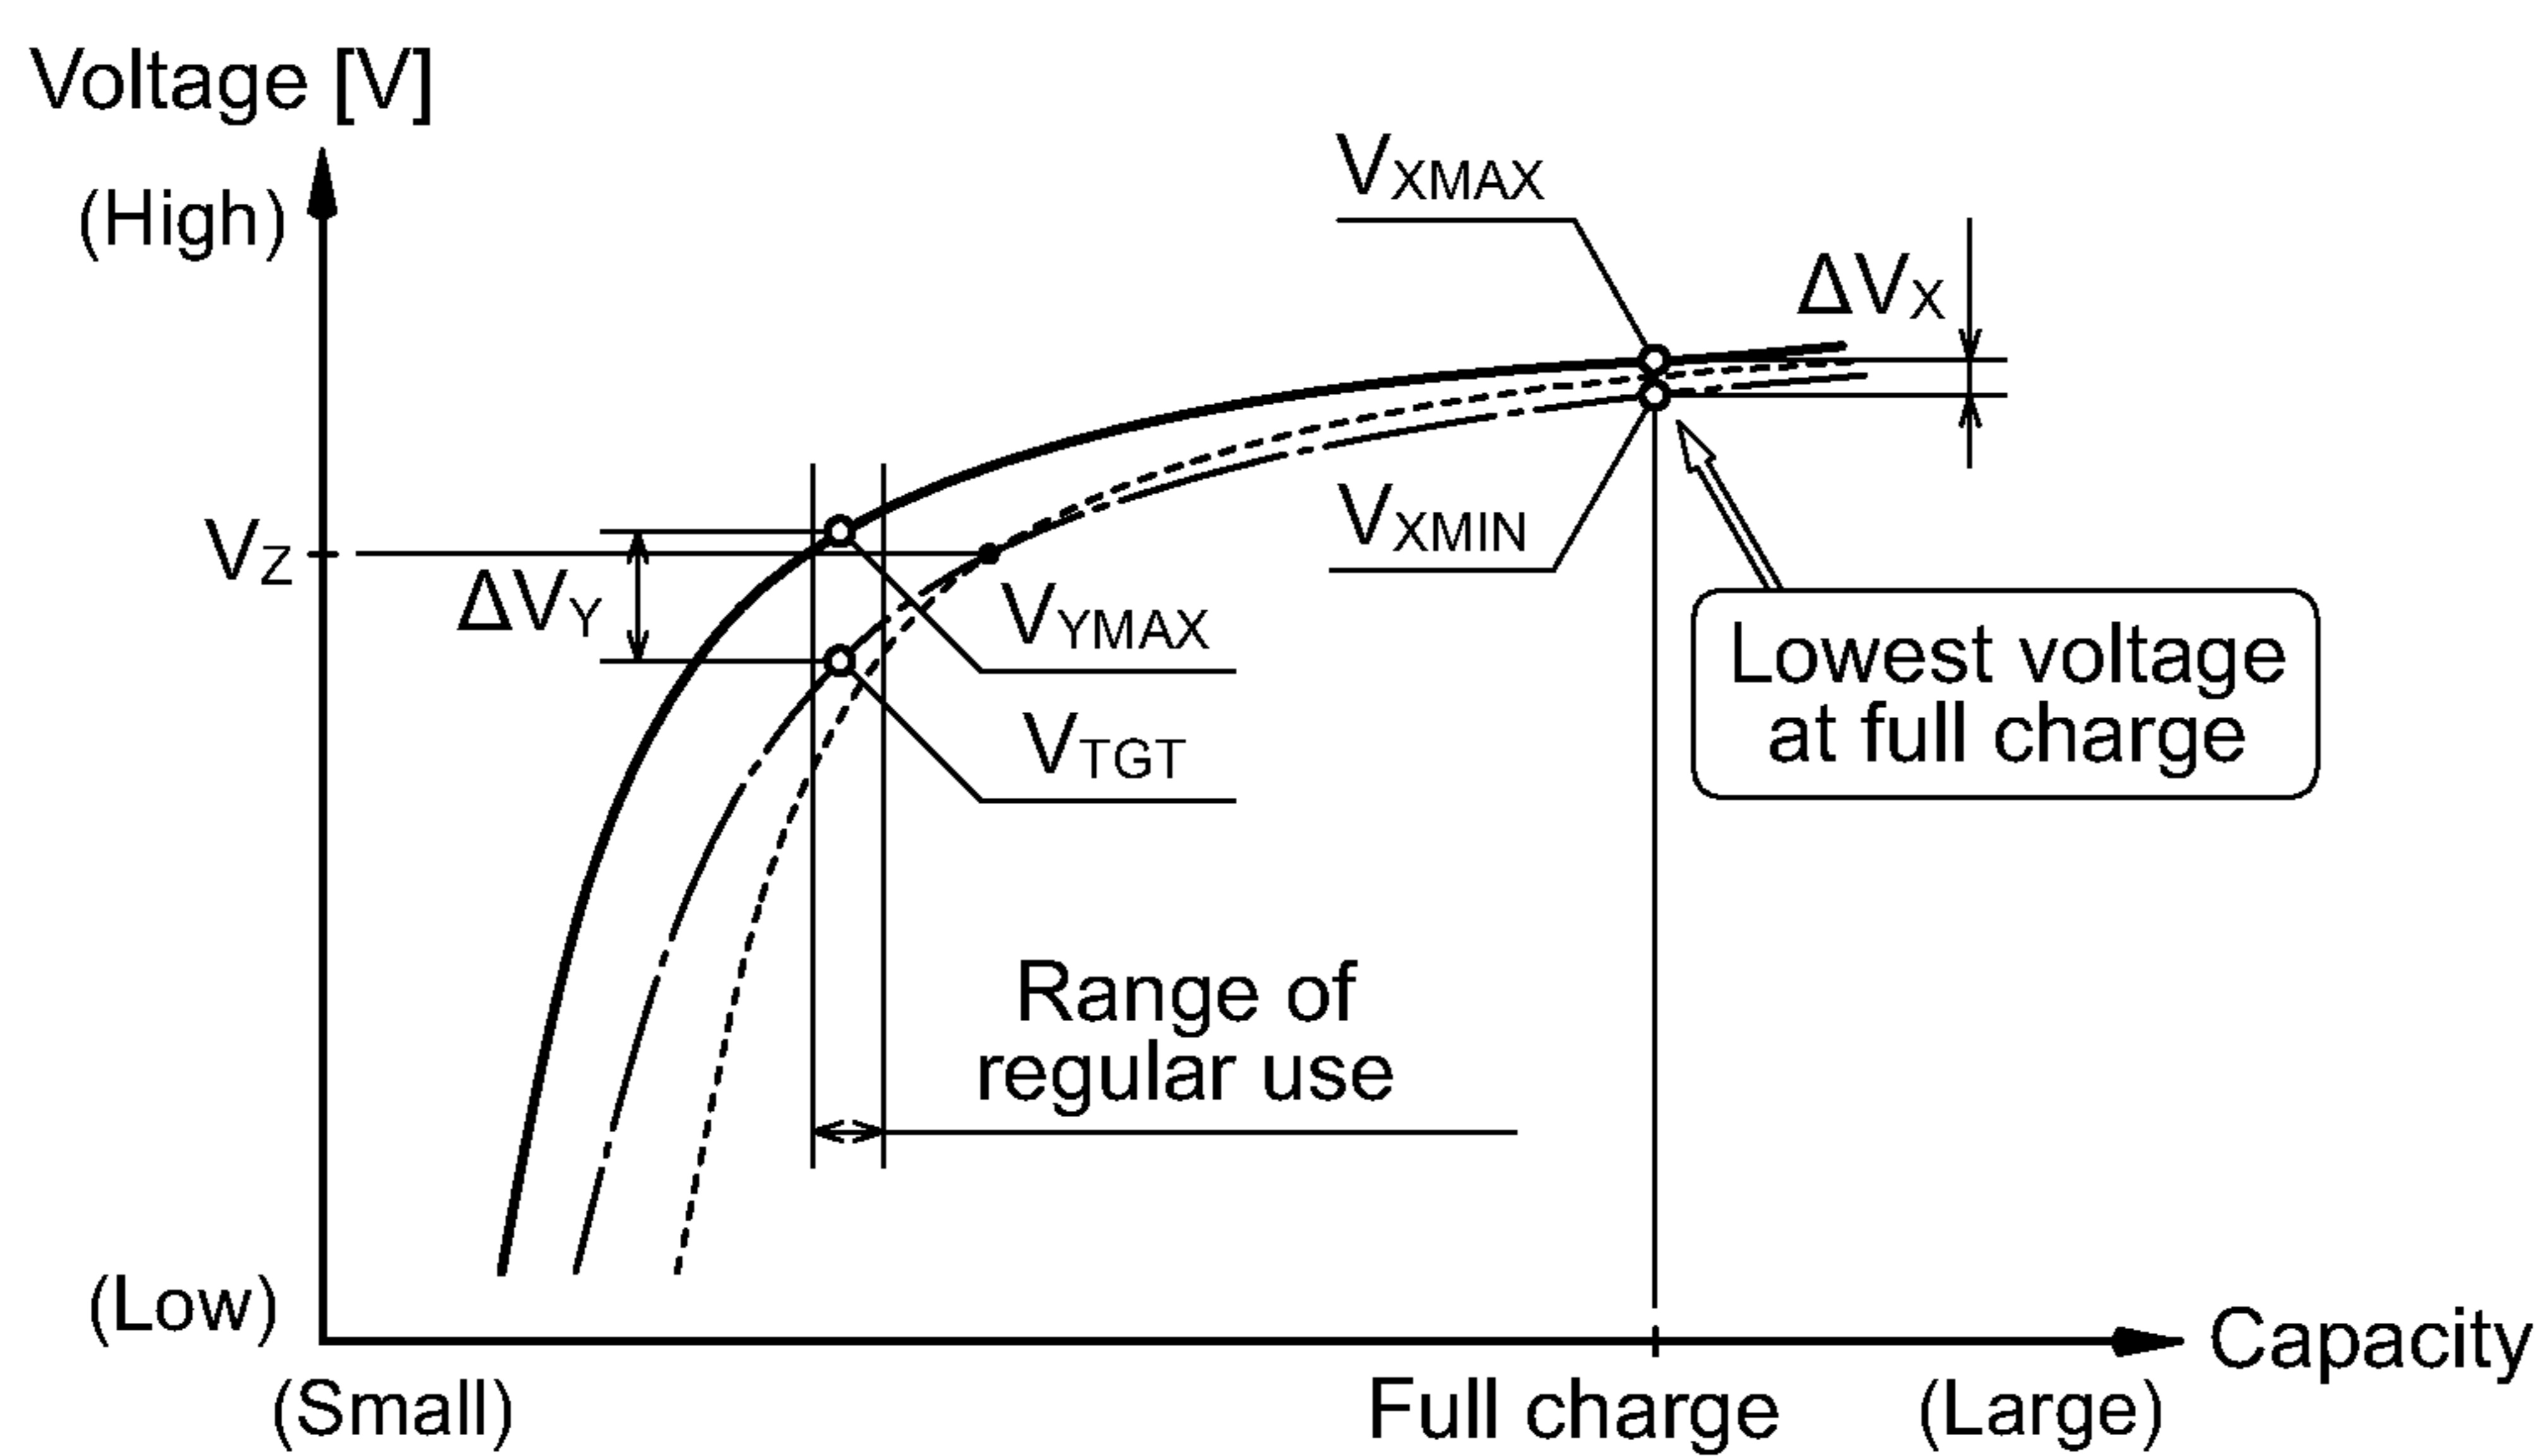 Voltage [V]
(High)
VXMAX
ΔVX
VZ
ΔVY
VXMIN
VYMAX
VTGT
Lowest voltage
at full charge
Range of
regular use
(Low)
Capacity
(Small)
Full charge
(Large)